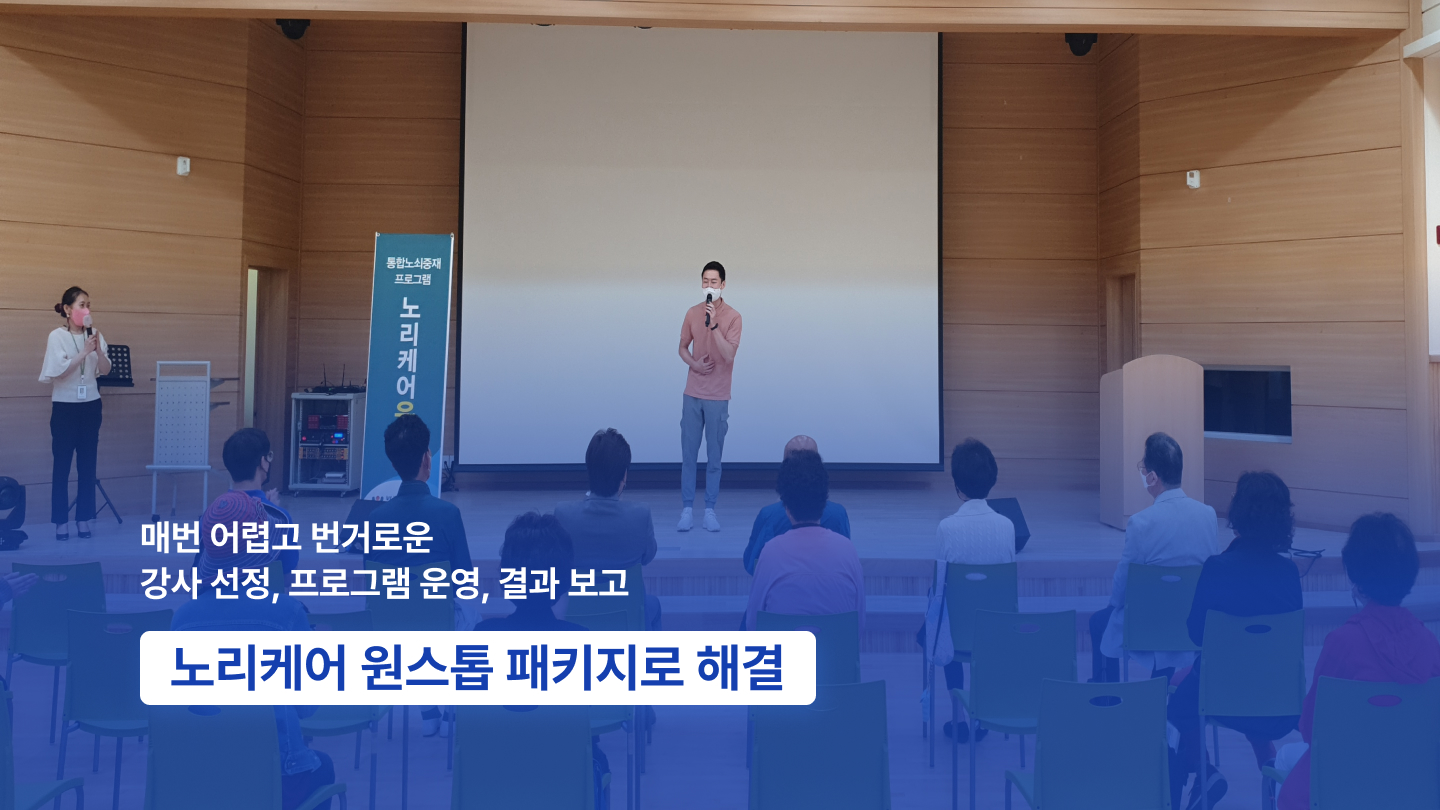 통합노쇠중재
프로그램
노리케어
매번 어렵고 번거로운
강사 선정, 프로그램 운영, 결과 보고
노리케어 원스톱 패키지로 해결